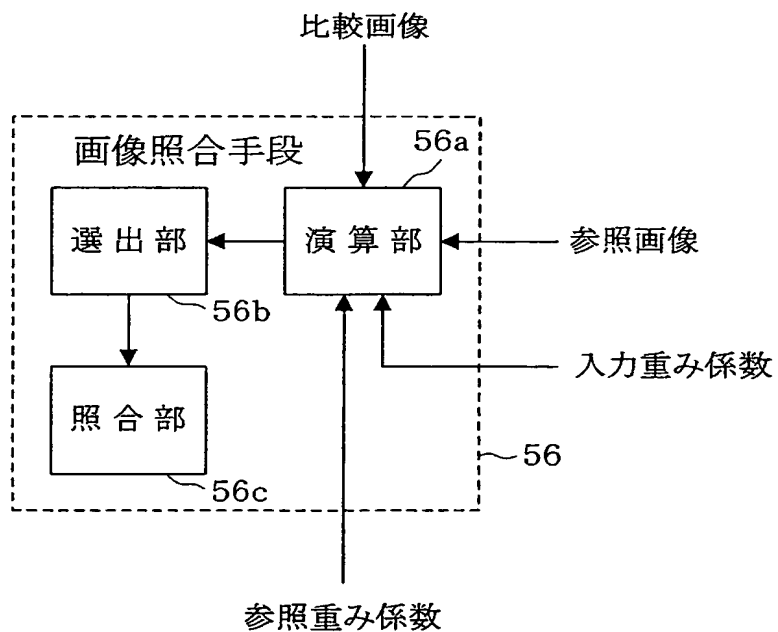 比較画像
画像照合手段
56a
選出部
演算部
参照画像
56b
入力重み係数
照合部
56
56c
参照重み係数